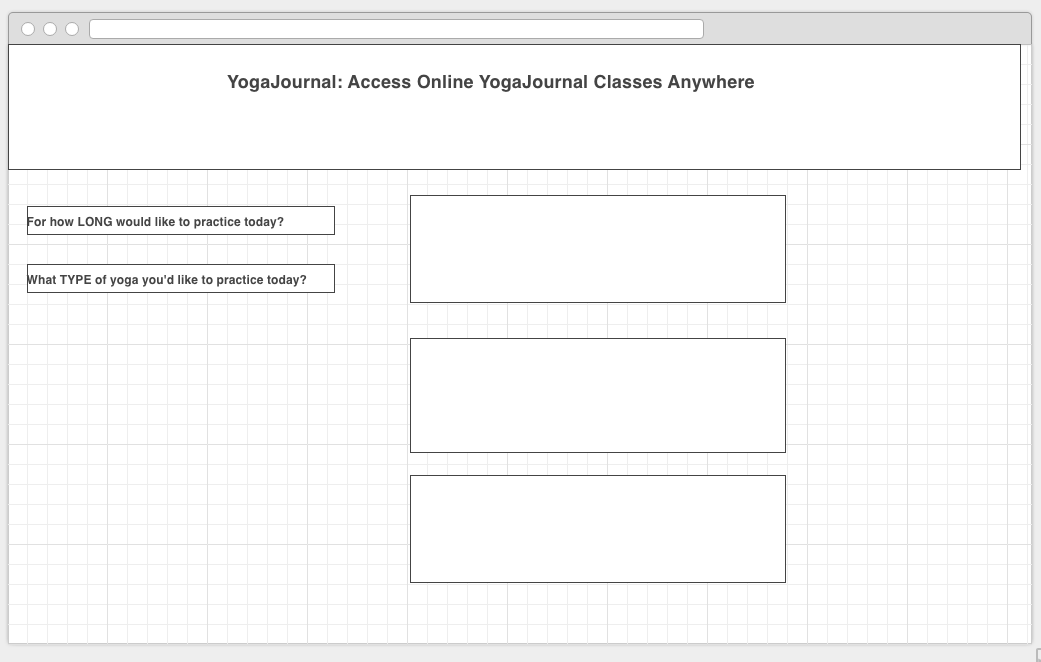 YogaJournal: Access Online YogaJournal Classes Anywhere
For how LONG would like to practice today?
What TYPE of yoga you'd like to practice today?